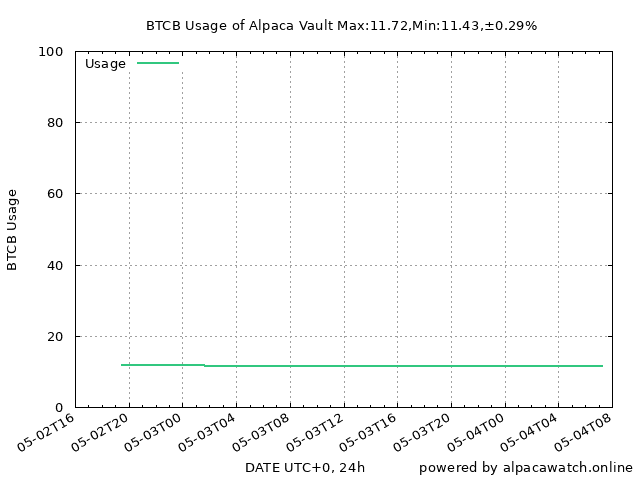 BTCB Usage of Alpaca Vault Max:11.72,Min:11.43,±0.29%
Usage
100
80
60
40
20
0
BTCB Usage
05-02T16
05-02T20
05-03T00
05-03T04
05-03T08
05-03T12
05-03T16
05-03T20
05-04T00
05-04T04
05-04T08
DATE UTC+0, 24h
powered by alpacawatch.online